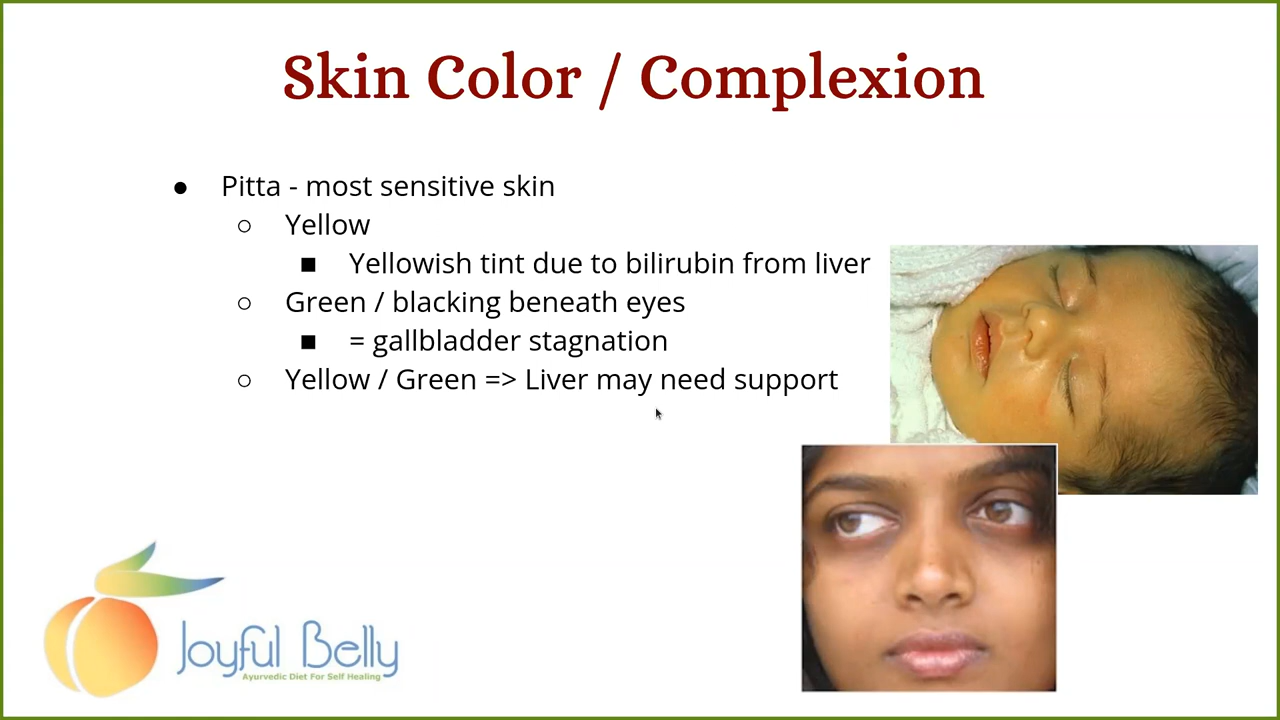 Skin Color / Complexion
● Pitta - most sensitive skin
○ Yellow
■ Yellowish tint due to bilirubin from liver
○ Green / blacking beneath eyes
■ = gallbladder stagnation
○ Yellow / Green => Liver may need support
Joyful Belly
Ayurvedic Diet For Self Healing